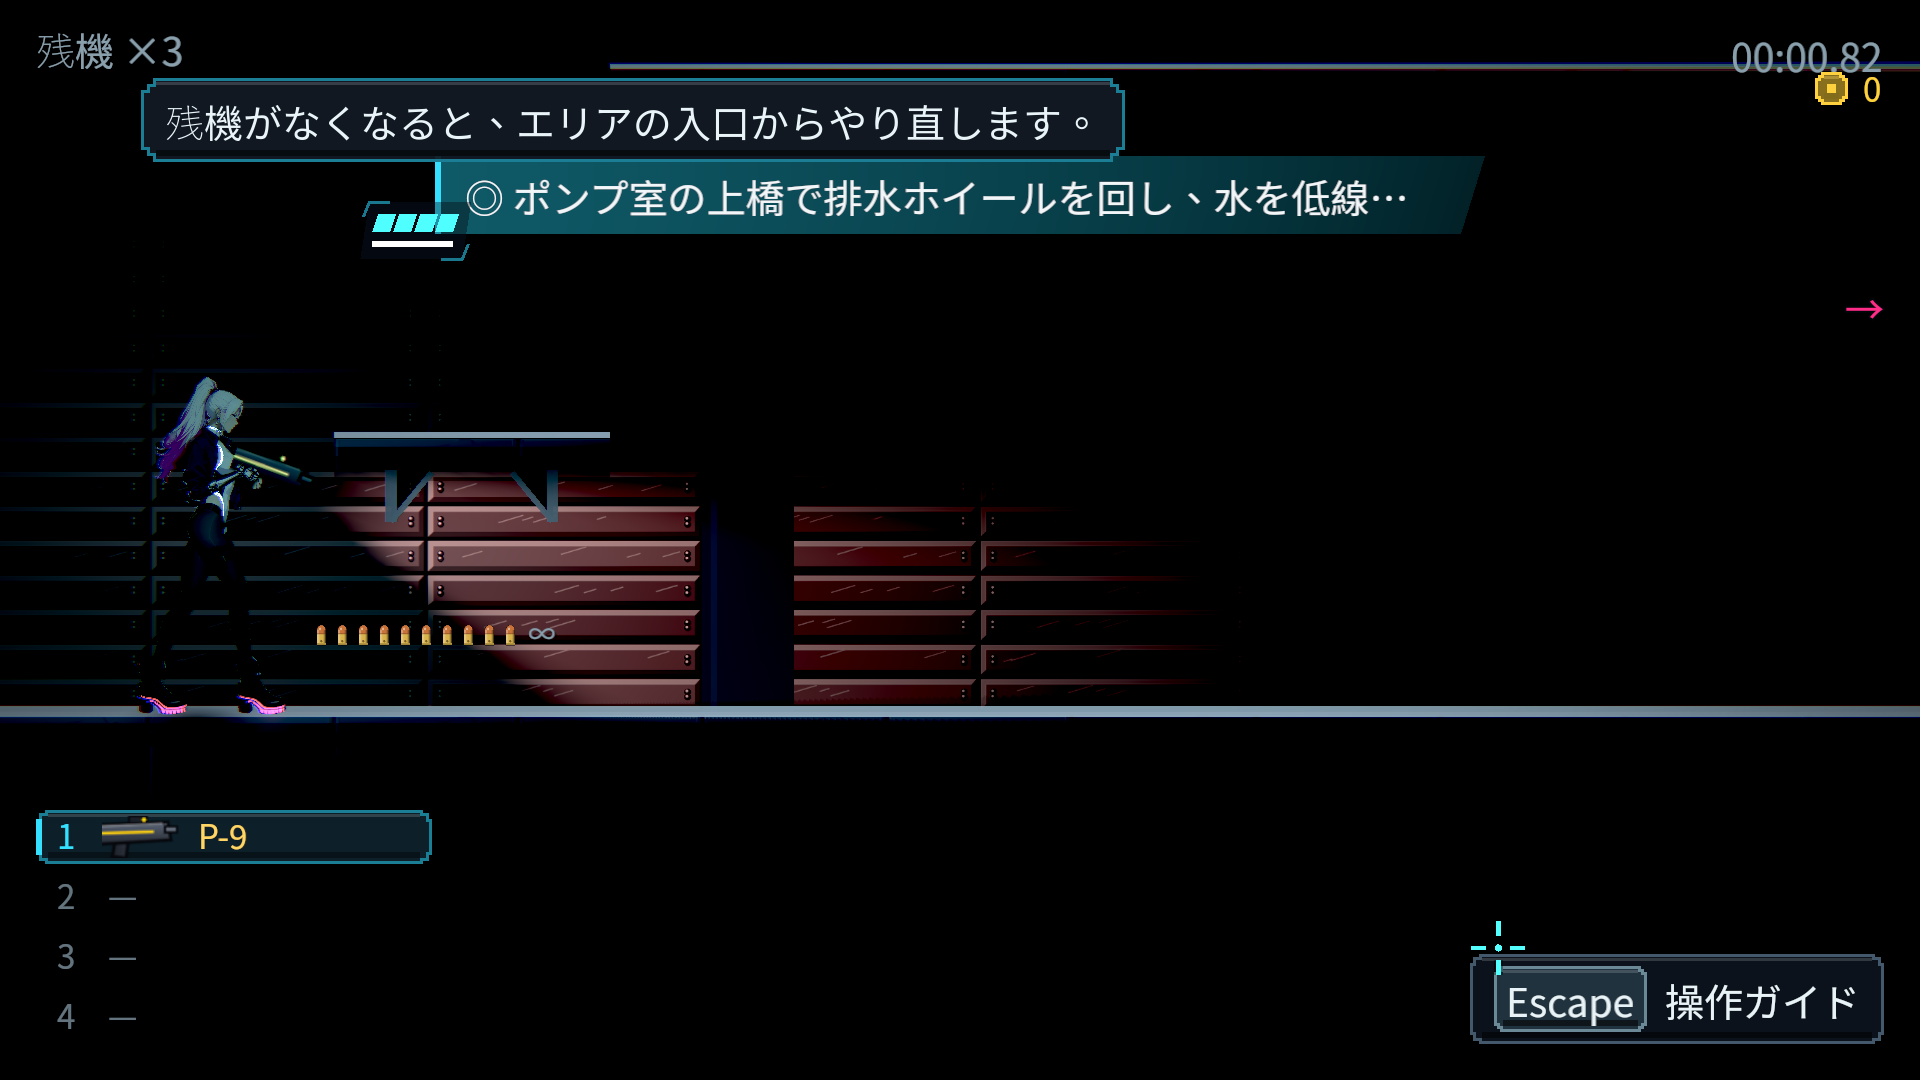 残機 ×3
00:00.82
0
残機がなくなると、エリアの入口からやり直します。
◎ ポンプ室の上橋で排水ホイールを回し、水を低線…
→
∞
1 P-9
2 —
3 —
4 —
Escape 操作ガイド